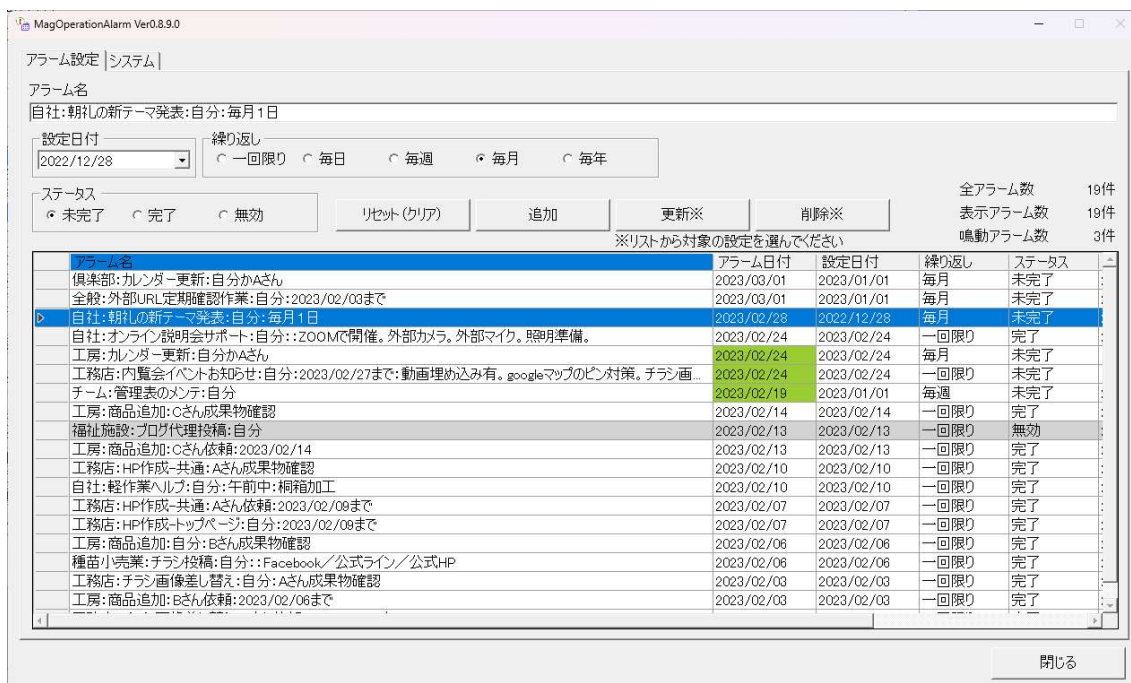 MagOperationAlarm Ver0.8.9.0
アラーム設定 システム
アラーム名
自社:朝礼の新テーマ発表:自分:毎月1日
設定日付 繰り返し
2022/12/28 一回限り 毎日 毎週 毎月 毎年
ステータス
未完了 完了 無効 リセット(クリア) 追加 更新※ 削除※
全アラーム数 19件
表示アラーム数 19件
鳴動アラーム数 3件
※リストから対象の設定を選んでください
アラーム名 アラーム日付 設定日付 繰り返し ステータス
倶楽部:カレンダー更新:自分かAさん 2023/03/01 2023/01/01 毎月 未完了
全般:外部URL定期確認作業:自分:2023/02/03まで 2023/03/01 2023/01/01 毎月 未完了
自社:朝礼の新テーマ発表:自分:毎月1日 2023/02/28 2022/12/28 毎月 未完了
自社:オンライン説明会サポート:自分::ZOOMで開催。外部カメラ。外部マイク。照明準備。 2023/02/24 2023/02/24 一回限り 完了
工房:カレンダー更新:自分かAさん 2023/02/24 2023/02/24 毎月 未完了
工務店:内覧会イベントお知らせ:自分:2023/02/27まで:動画埋め込み有。googleマップのピン対策。チラシ画... 2023/02/24 2023/02/24 一回限り 未完了
チーム:管理表のメンテ:自分 2023/02/19 2023/01/01 毎週 未完了
工房:商品追加:Cさん成果物確認 2023/02/14 2023/02/14 一回限り 完了
福祉施設:ブログ代理投稿:自分 2023/02/13 2023/02/13 一回限り 無効
工房:商品追加:Cさん依頼:2023/02/14 2023/02/13 2023/02/13 一回限り 完了
工務店:HP作成-共通:Aさん成果物確認 2023/02/10 2023/02/10 一回限り 完了
自社:軽作業ヘルプ:自分:午前中:桐箱加工 2023/02/10 2023/02/10 一回限り 完了
工務店:HP作成-共通:Aさん依頼:2023/02/09まで 2023/02/07 2023/02/07 一回限り 完了
工務店:HP作成-トップページ:自分:2023/02/09まで 2023/02/07 2023/02/07 一回限り 完了
工房:商品追加:自分:Bさん成果物確認 2023/02/06 2023/02/06 一回限り 完了
種苗小売業:チラシ投稿:自分::Facebook/公式ライン/公式HP 2023/02/06 2023/02/06 一回限り 完了
工務店:チラシ画像差し替え:自分:Aさん成果物確認 2023/02/03 2023/02/03 一回限り 完了
工房:商品追加:Bさん依頼:2023/02/06まで 2023/02/03 2023/02/03 一回限り 完了
閉じる